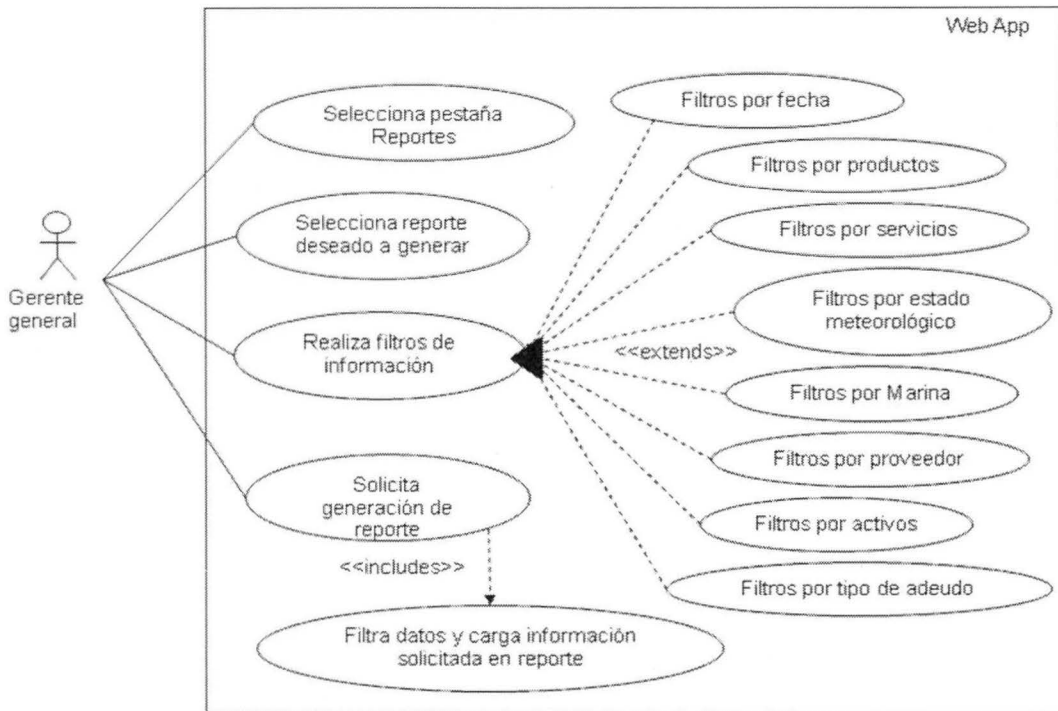 Web App
Selecciona pestaña
Reportes
Selecciona reporte
deseado a generar
Gerente
general
Realiza filtros de
información
Solicita
generación de
reporte
<<includes>>
Filtra datos y carga información
solicitada en reporte
Filtros por fecha
Filtros por productos
Filtros por servicios
Filtros por estado
meteorológico
<<extends>>
Filtros por Marina
Filtros por proveedor
Filtros por activos
Filtros por tipo de adeudo